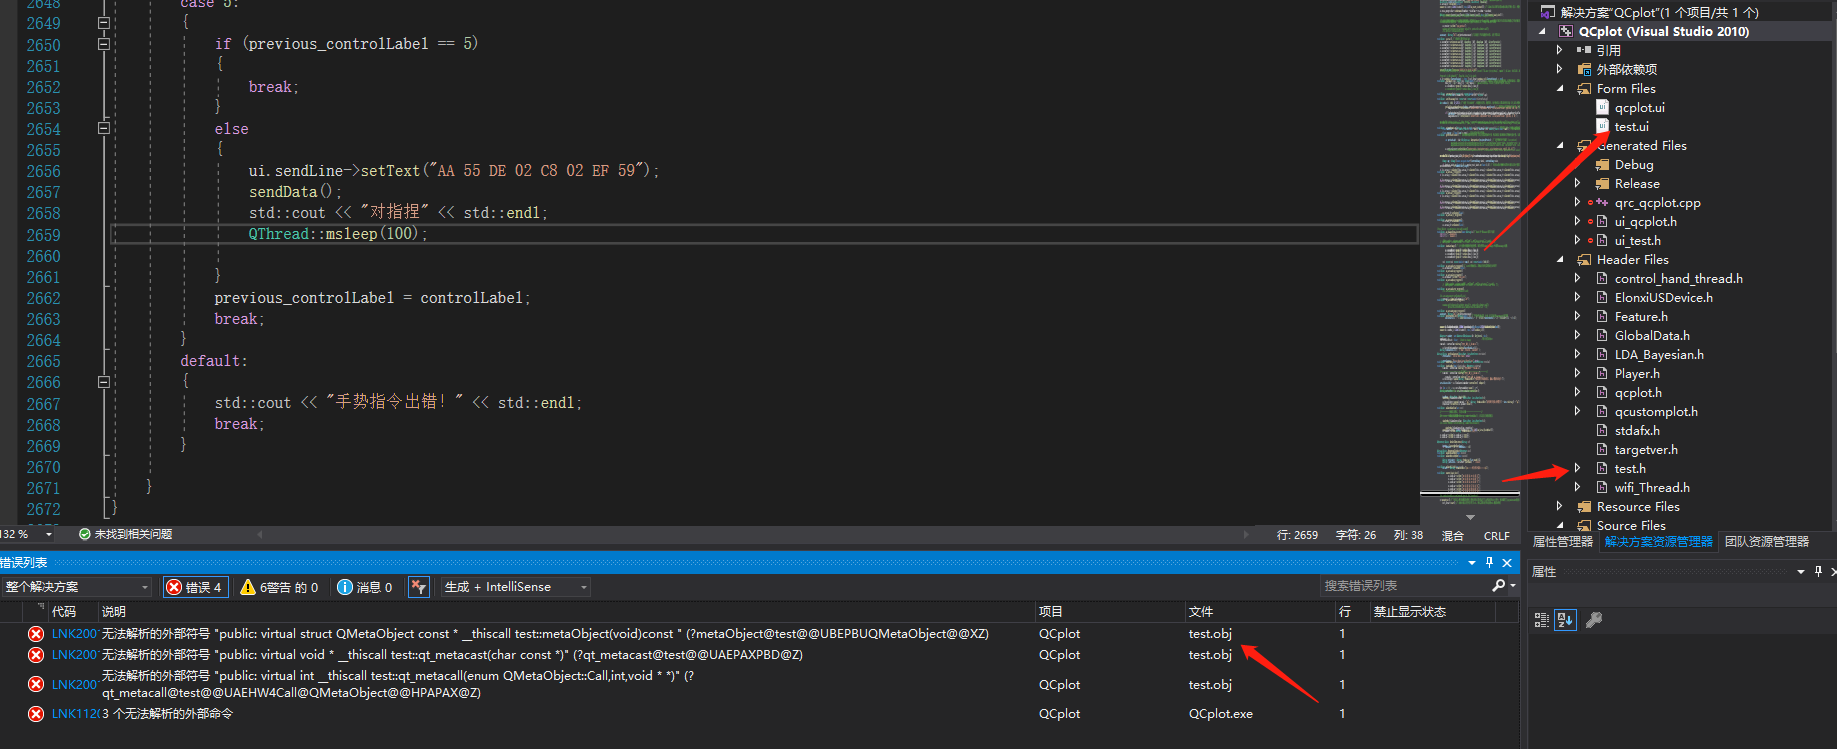 2648 case 5:
2649 {
2650 if (previous_controlLabel == 5)
2651 {
2652 break;
2653 }
2654 else
2655 {
2656 ui.sendLine->setText("AA 55 DE 02 C8 02 EF 59");
2657 sendData();
2658 std::cout << "对指捏" << std::endl;
2659 QThread::msleep(100);
2660
2661 }
2662 previous_controlLabel = controlLabel;
2663 break;
2664 }
2665 default:
2666 {
2667 std::cout << "手势指令出错！" << std::endl;
2668 break;
2669 }
2670
2671 }
2672 }
132 % 未找到相关问题 行: 2659 字符: 26 列: 38 混合 CRLF
解决方案"QCplot"(1 个项目/共 1 个)
QCplot (Visual Studio 2010)
引用
外部依赖项
Form Files
qcplot.ui
test.ui
Generated Files
Debug
Release
qrc_qcplot.cpp
ui_qcplot.h
ui_test.h
Header Files
control_hand_thread.h
ElonxiUSDevice.h
Feature.h
GlobalData.h
LDA_Bayesian.h
Player.h
qcplot.h
qcustomplot.h
stdafx.h
targetver.h
test.h
wifi_Thread.h
Resource Files
Source Files
属性管理器 解决方案资源管理器 团队资源管理器
属性
错误列表
整个解决方案 错误 4 6警告 的 0 消息 0 生成 + IntelliSense 搜索错误列表
代码 说明 项目 文件 行 禁止显示状态
LNK200 无法解析的外部符号 "public: virtual struct QMetaObject const * __thiscall test::metaObject(void)const " (?metaObject@test@@UBEPBUQMetaObject@@XZ) QCplot test.obj 1
LNK200 无法解析的外部符号 "public: virtual void * __thiscall test::qt_metacast(char const *)" (?qt_metacast@test@@UAEPAXPBD@Z) QCplot test.obj 1
LNK200 无法解析的外部符号 "public: virtual int __thiscall test::qt_metacall(enum QMetaObject::Call,int,void * *)" (?
qt_metacall@test@@UAEHW4Call@QMetaObject@@HPAPAX@Z) QCplot test.obj 1
LNK112 3 个无法解析的外部命令 QCplot QCplot.exe 1